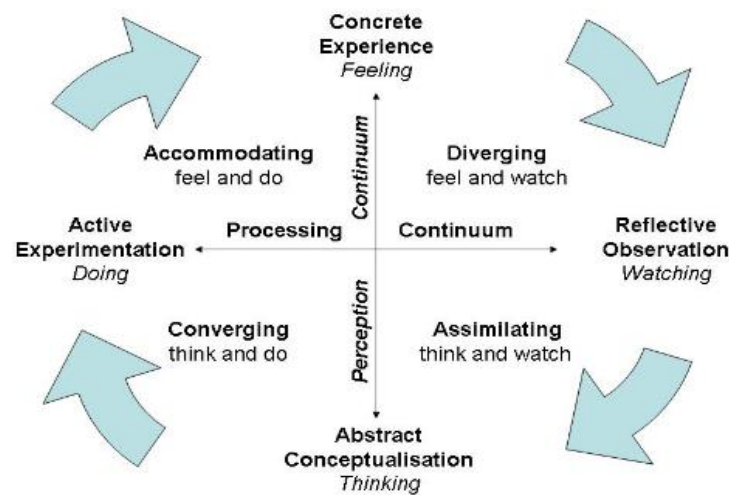 Concrete
Experience
Feeling
Accommodating
feel and do
Continuum
Diverging
feel and watch
Active
Experimentation
Doing
Processing
Continuum
Reflective
Observation
Watching
Converging
think and do
Perception
Assimilating
think and watch
Abstract
Conceptualisation
Thinking